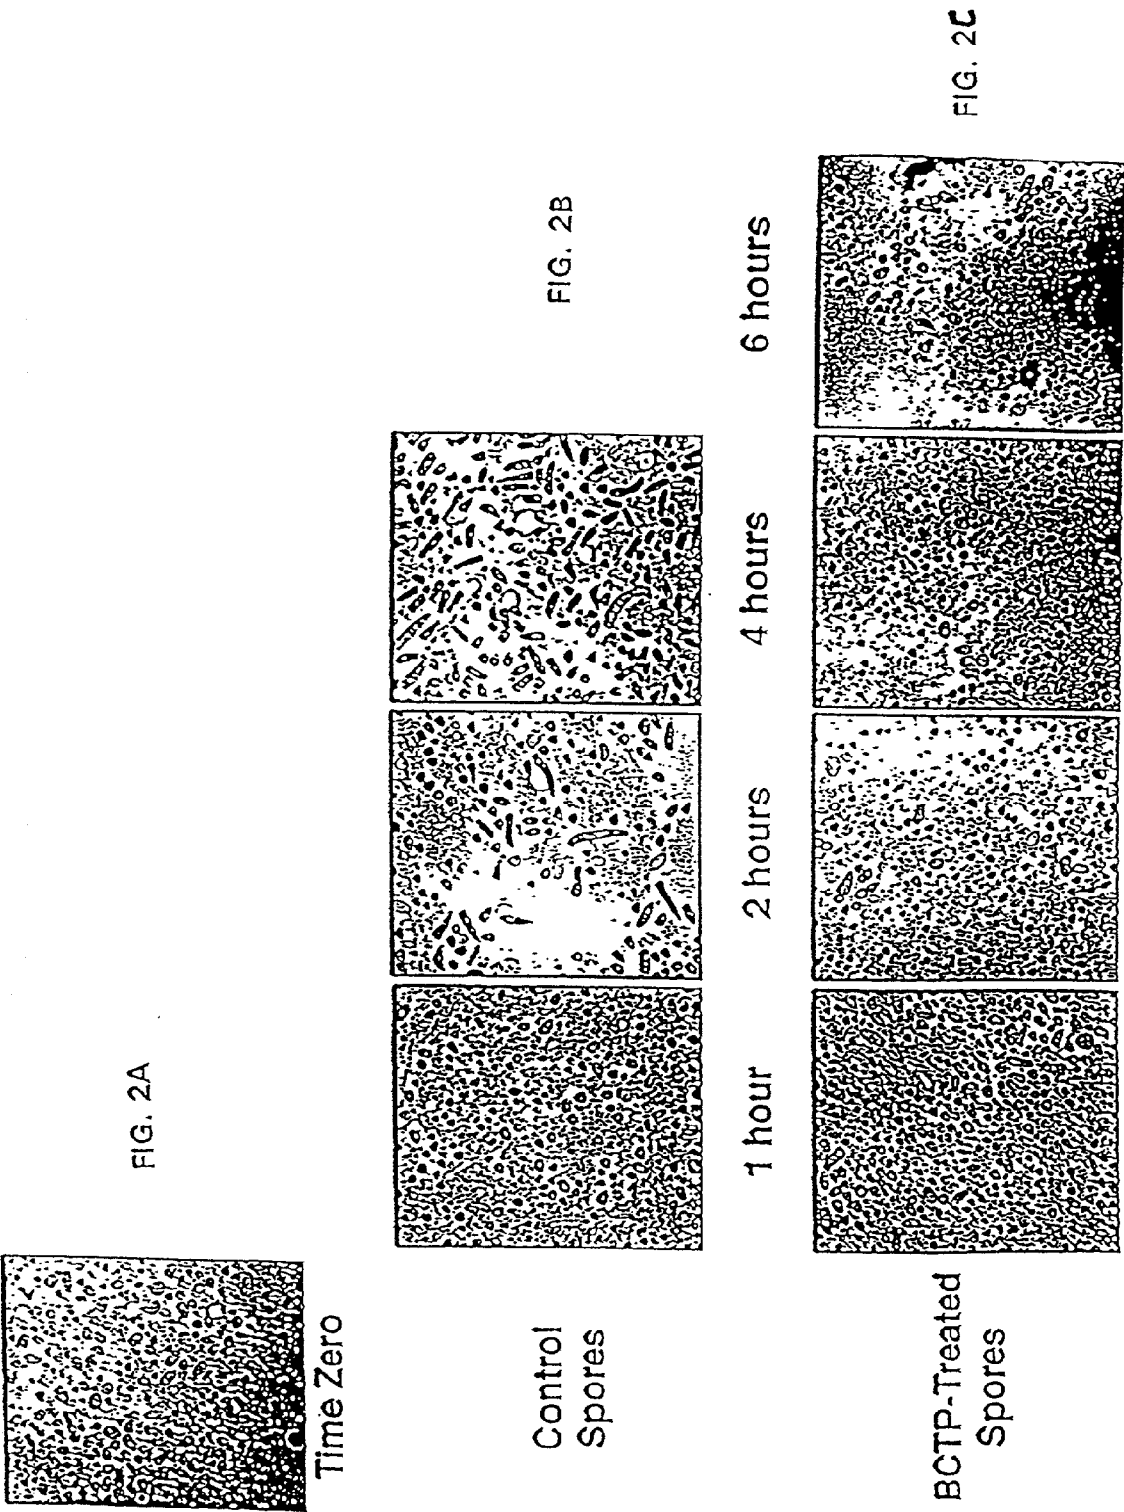 FIG. 2A
Time Zero
FIG. 2B
Control
Spores
1 hour
2 hours
4 hours
6 hours
FIG. 2C
BCTP-Treated
Spores